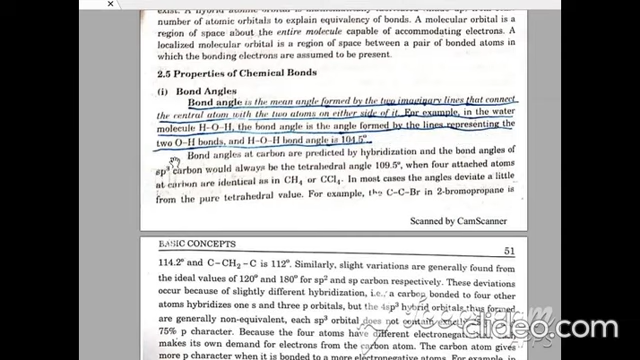 number of atomic orbitals to explain equivalency of bonds. A molecular orbital is a
region of space about the entire molecule capable of accommodating electrons. A
localized molecular orbital is a region of space between a pair of bonded atoms in
which the bonding electrons are assumed to be present.
2.5 Properties of Chemical Bonds
(i) Bond Angles
Bond angle is the mean angle formed by the two imaginary lines that connect
the central atom with the two atoms on either side of it. For example, in the water
molecule H-O-H, the bond angle is the angle formed by the lines representing the
two O-H bonds, and H-O-H bond angle is 104.5°
Bond angles at carbon are predicted by hybridization and the bond angles of
sp³ carbon would always be the tetrahedral angle 109.5°, when four attached atoms
at carbon are identical as in CH₄ or CCl₄. In most cases the angles deviate a little
from the pure tetrahedral value. For example, the C-C-Br in 2-bromopropane is
Scanned by CamScanner
BASIC CONCEPTS 51
114.2° and C-CH₂-C is 112°. Similarly, slight variations are generally found from
the ideal values of 120° and 180° for sp² and sp carbon respectively. These deviations
occur because of slightly different hybridization, i.e., a carbon bonded to four other
atoms hybridizes one s and three p orbitals, but the 4sp³ hybrid orbitals thus formed
are generally non-equivalent, each sp³ orbital does not contain exactly
75% p character. Because the four atoms have different electronegat
makes its own demand for electrons from the carbon atom. The carbon atom gives
more p character when it is bonded to a more electronegative atoms. For example, in
clideo.com